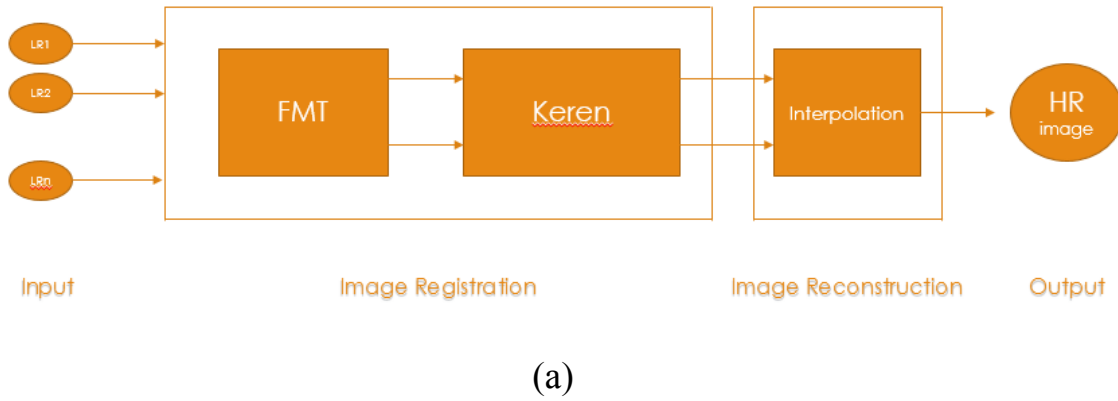 LR1
LR2
LRn
FMT
Keren
Interpolation
HR
image
Input
Image Registration
Image Reconstruction
Output
(a)